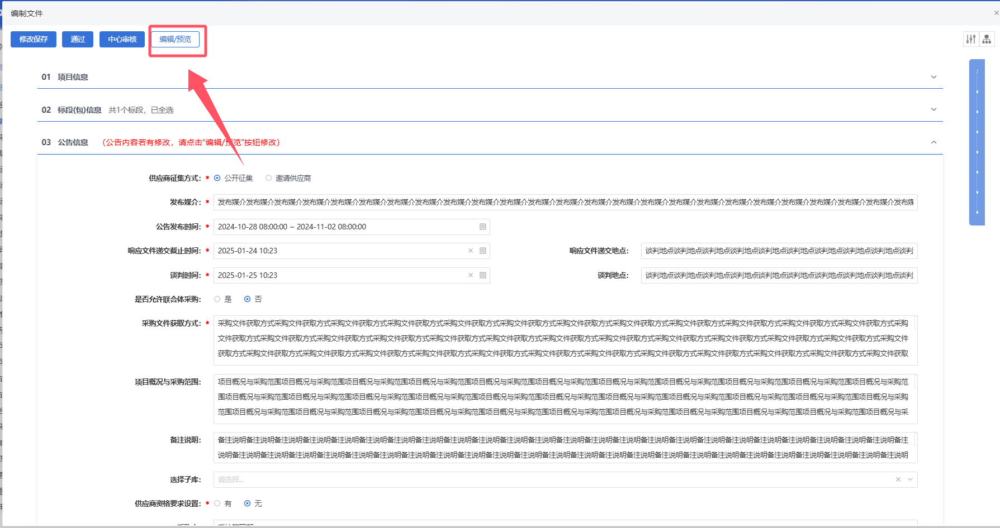 编制文件
修改保存 通过 中心审核 编辑/预览
01 项目信息
02 标段(包)信息 共1个标段，已全选
03 公告信息 （公告内容若有修改，请点击“编辑/预览”按钮修改）
供应商征集方式： * 公开征集 邀请供应商
发布媒介： * 发布媒介发布媒介发布媒介发布媒介发布媒介发布媒介发布媒介发布媒介发布媒介发布媒介发布媒介发布媒介发布媒介发布媒介发布媒介发布媒介发布媒介发布媒介发布媒介发布媒介发布媒介发布媒介发布媒介发布媒介发布媒
公告发布时间： * 2024-10-28 08:00:00 ~ 2024-11-02 08:00:00
响应文件递交截止时间： * 2025-01-24 10:23 响应文件递交地点： 谈判地点谈判地点谈判地点谈判地点谈判地点谈判地点谈判地点谈判地点谈判地点谈判
谈判时间： * 2025-01-25 10:23 谈判地点： 谈判地点谈判地点谈判地点谈判地点谈判地点谈判地点谈判地点谈判地点谈判地点谈判
是否允许联合体采购： 是 否
采购文件获取方式： * 采购文件获取方式采购文件获取方式采购文件获取方式采购文件获取方式采购文件获取方式采购文件获取方式采购文件获取方式采购文件获取方式采购文件获取方式采购文件获取方式采购文件获取方式采购文件获取方式采购
文件获取方式采购文件获取方式采购文件获取方式采购文件获取方式采购文件获取方式采购文件获取方式采购文件获取方式采购文件获取方式采购文件获取方式采购文件获取方式采购文件获取方式采购文件获取方式采购文件
获取方式采购文件获取方式采购文件获取方式采购文件获取方式采购文件获取方式采购文件获取方式采购文件获取方式采购文件获取方式采购文件获取方式采购文件获取方式采购文件获取方式采购文件获取方式采购文件获取
项目概况与采购范围： 项目概况与采购范围项目概况与采购范围项目概况与采购范围项目概况与采购范围项目概况与采购范围项目概况与采购范围项目概况与采购范围项目概况与采购范围项目概况与采购范围项目概况与采购范围项目概况与采购范
围项目概况与采购范围项目概况与采购范围项目概况与采购范围项目概况与采购范围项目概况与采购范围项目概况与采购范围项目概况与采购范围项目概况与采购范围项目概况与采购范围项目概况与采购范围项目概况与采购
范围项目概况与采购范围项目概况与采购范围项目概况与采购范围项目概况与采购范围项目概况与采购范围项目概况与采购范围项目概况与采购范围项目概况与采购范围项目概况与采购范围项目概况与采购范围项目概况与采
备注说明： 备注说明备注说明备注说明备注说明备注说明备注说明备注说明备注说明备注说明备注说明备注说明备注说明备注说明备注说明备注说明备注说明备注说明备注说明备注说明备注说明备注说明备注说明备注说明备注说明备注
说明备注说明备注说明备注说明备注说明备注说明备注说明备注说明备注说明备注说明备注说明备注说明备注说明备注说明备注说明备注说明备注说明备注说明备注说明备注说明备注说明备注说明备注说明备注说明备注说明
选择子库： 请选择...
供应商资格要求设置： * 有 无